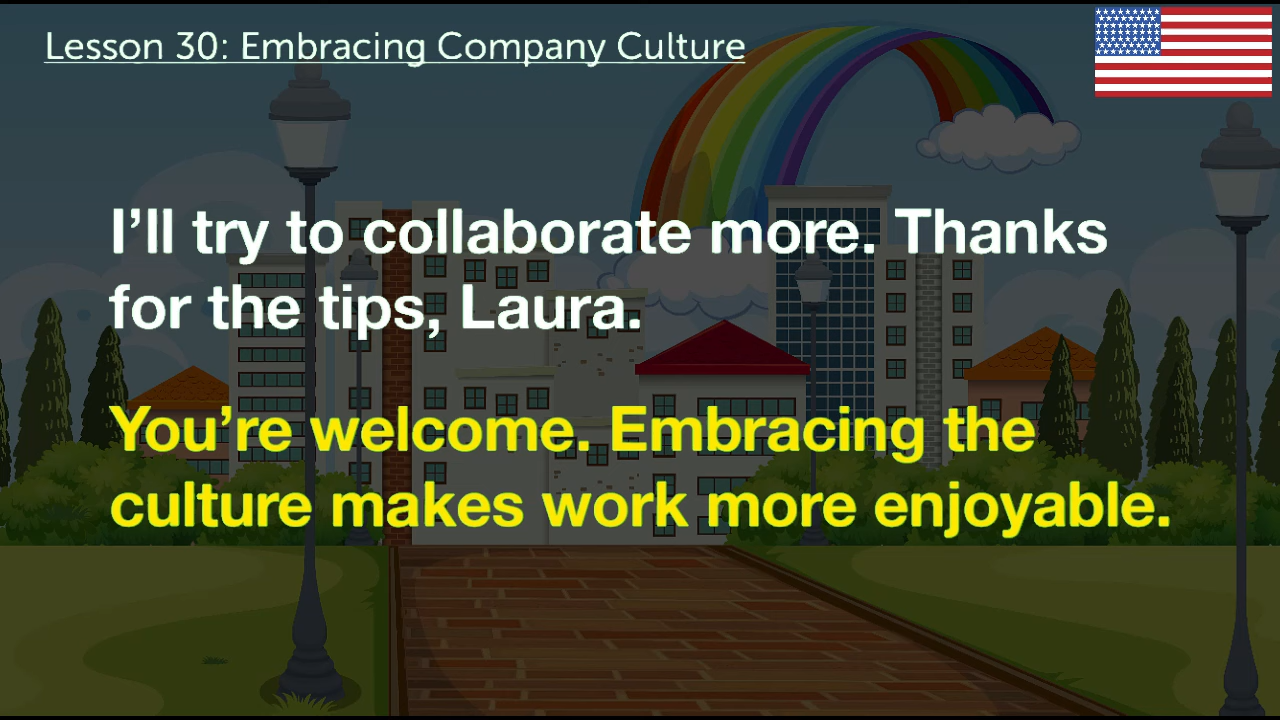 Lesson 30: Embracing Company Culture
I’ll try to collaborate more. Thanks
for the tips, Laura.
You’re welcome. Embracing the
culture makes work more enjoyable.